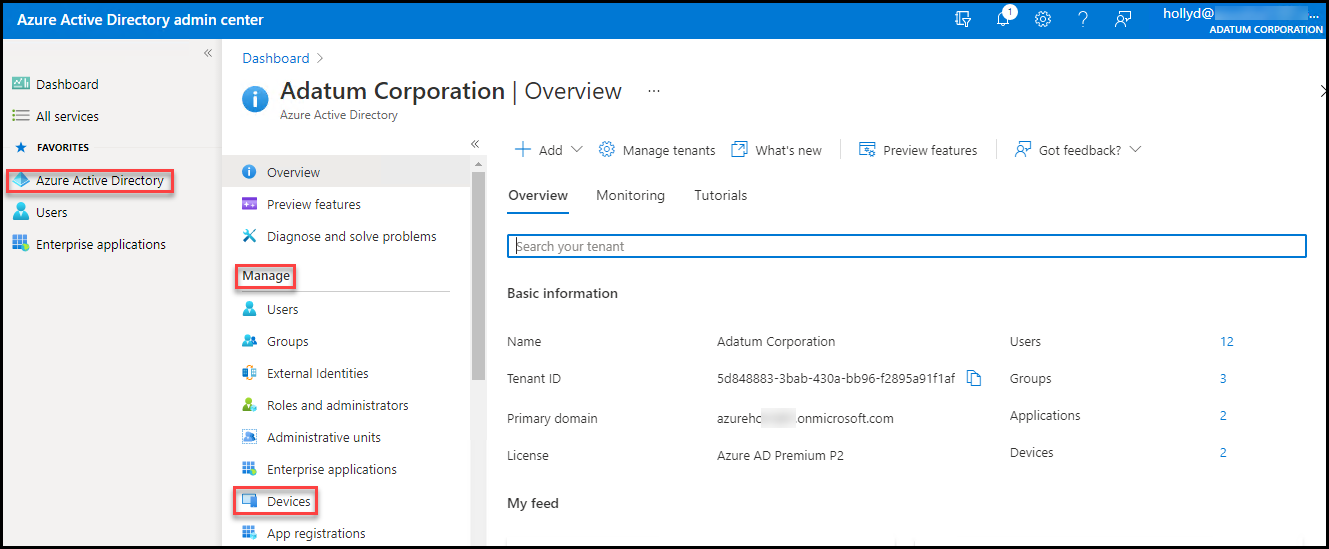 Azure Active Directory admin center
1
hollyd@
...
ADATUM CORPORATION
Dashboard
All services
FAVORITES
Azure Active Directory
Users
Enterprise applications
Dashboard >
Adatum Corporation | Overview ...
Azure Active Directory
Overview
Preview features
Diagnose and solve problems
Manage
Users
Groups
External Identities
Roles and administrators
Administrative units
Enterprise applications
Devices
App registrations
Add
Manage tenants
What's new
Preview features
Got feedback?
Overview
Monitoring
Tutorials
Search your tenant
Basic information
Name Adatum Corporation
Tenant ID 5d848883-3bab-430a-bb96-f2895a91f1af
Primary domain azureho .onmicrosoft.com
License Azure AD Premium P2
Users 12
Groups 3
Applications 2
Devices 2
My feed